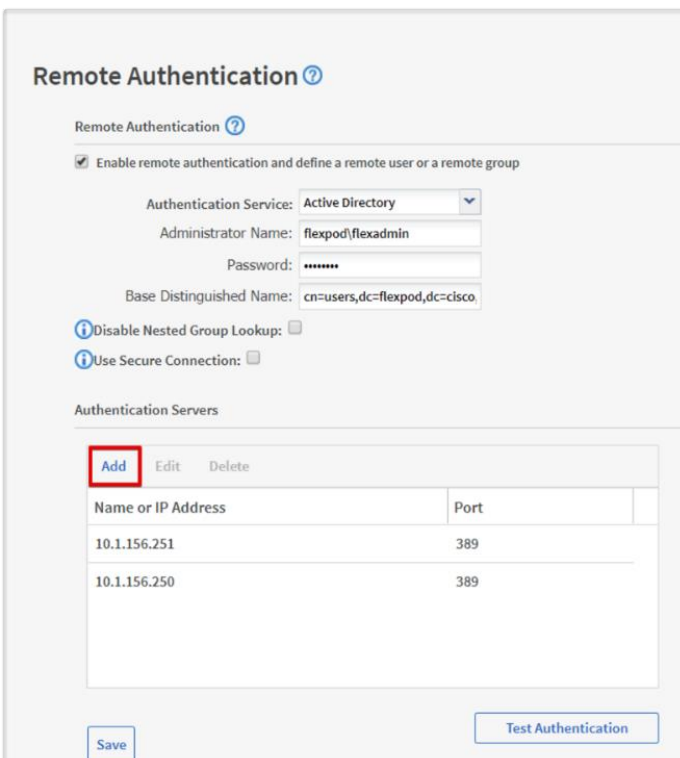 Remote Authentication
Remote Authentication
Enable remote authentication and define a remote user or a remote group
Authentication Service: Active Directory
Administrator Name: flexpod\flexadmin
Password: ••••••••
Base Distinguished Name: cn=users,dc=flexpod,dc=cisco,
Disable Nested Group Lookup:
Use Secure Connection:
Authentication Servers
Add Edit Delete
Name or IP Address Port
10.1.156.251 389
10.1.156.250 389
Test Authentication
Save